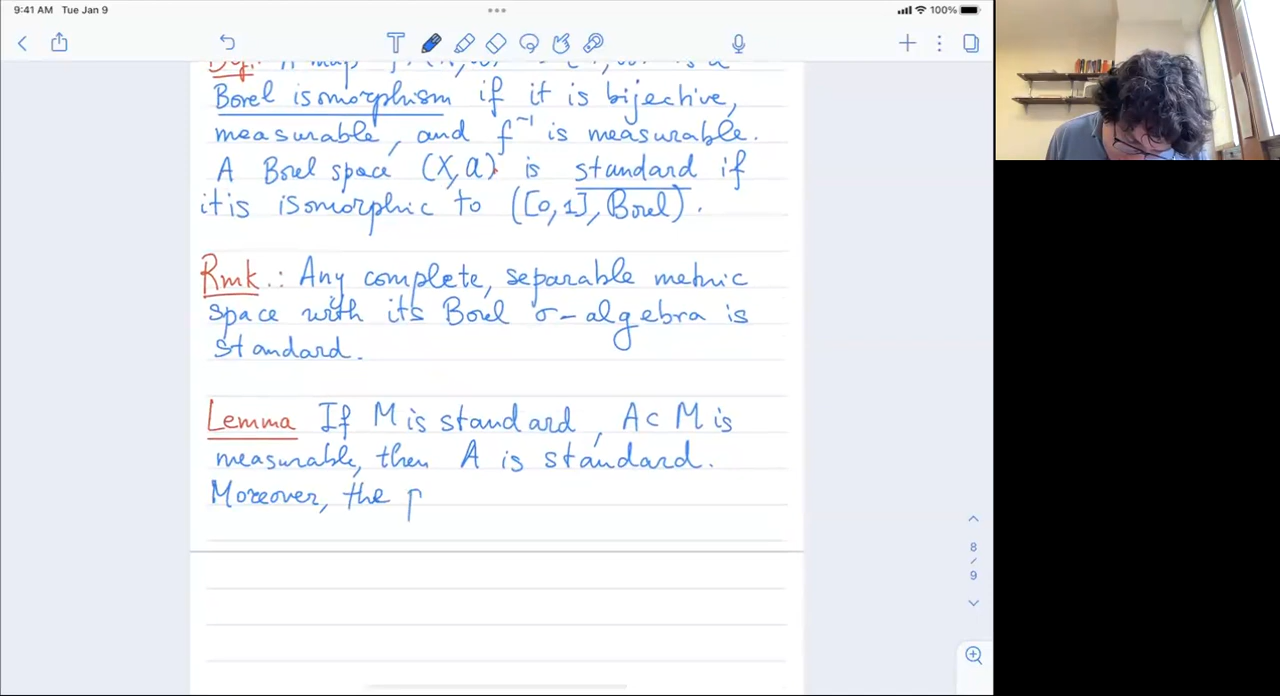 9:41 AM Tue Jan 9
100%
Borel isomorphism if it is bijective,
measurable, and f⁻¹ is measurable.
A Borel space (X,a) is standard if
it is isomorphic to ([0,1], Borel).
Rmk.: Any complete, separable metric
space with its Borel σ-algebra is
standard.
Lemma If M is standard, A⊂M is
measurable, then A is standard.
Moreover, the
8
/
9